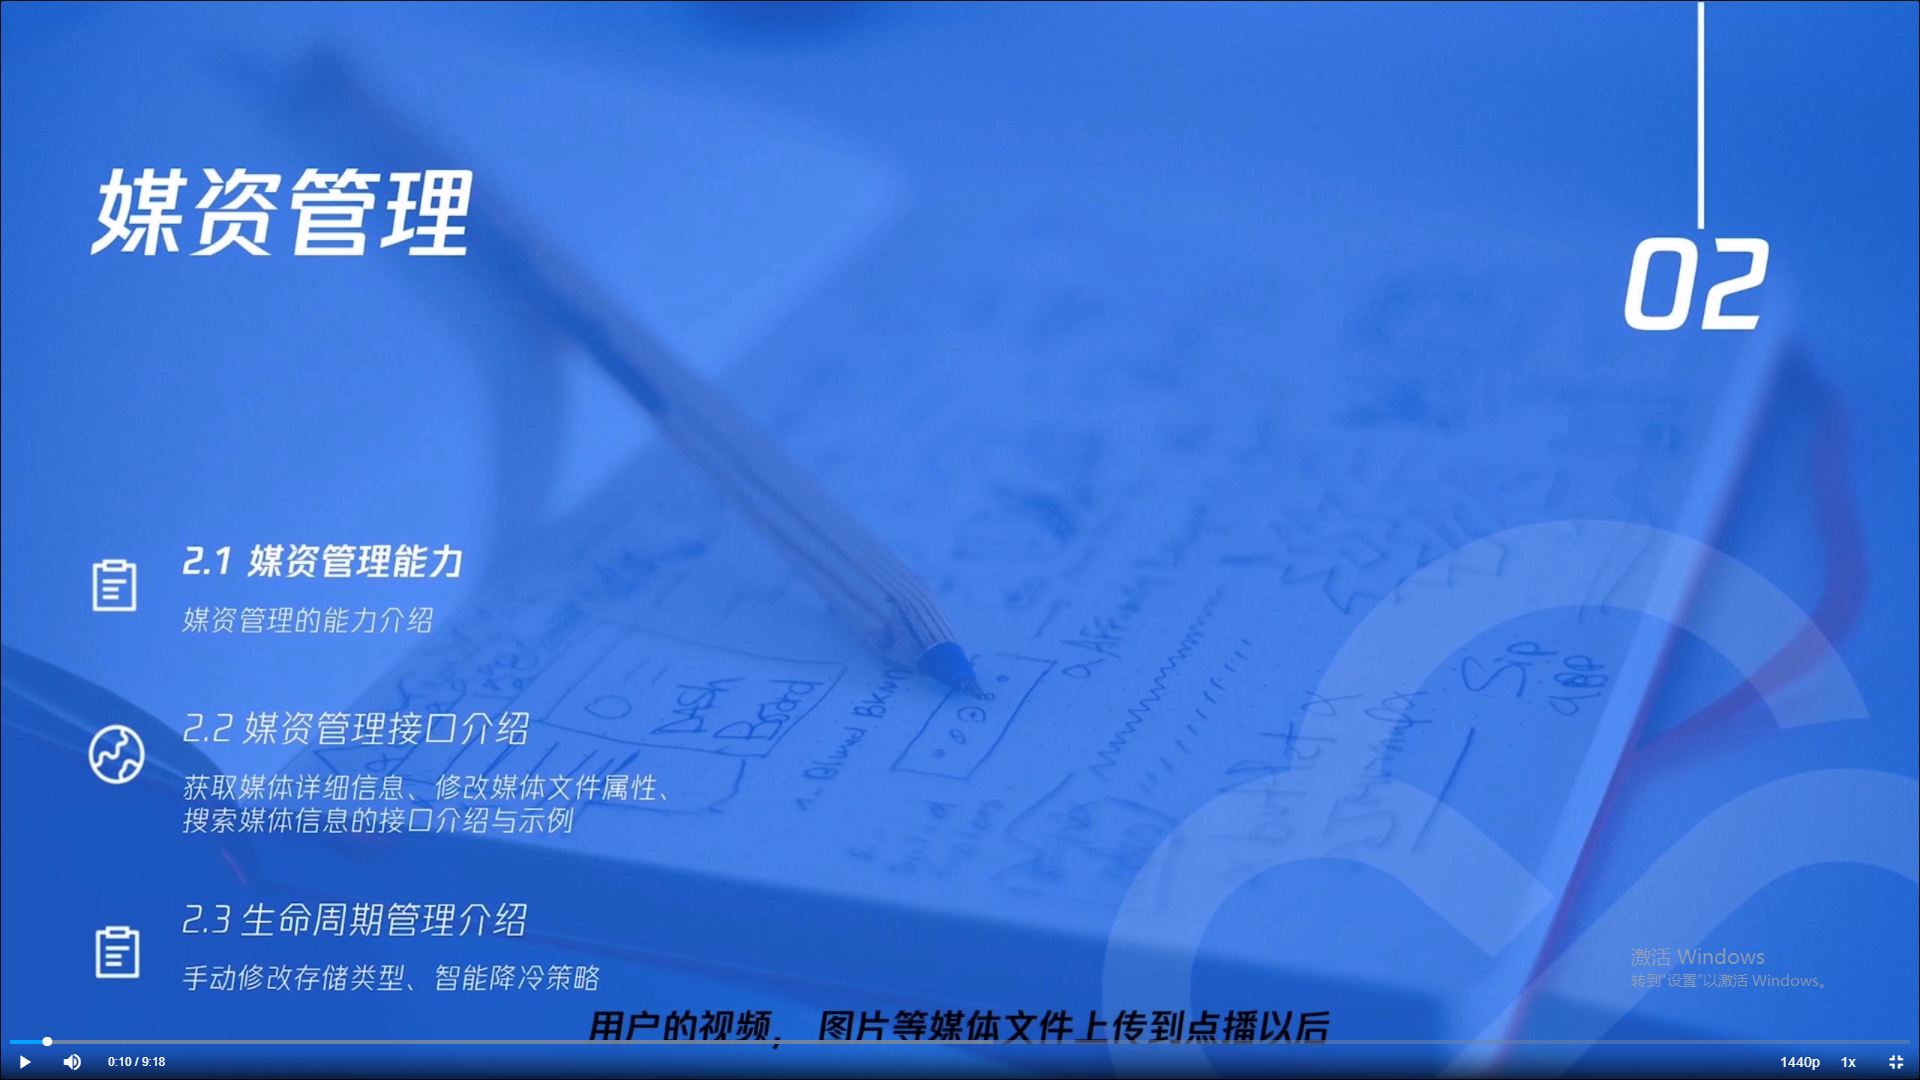 媒资管理
02
2.1 媒资管理能力
媒资管理的能力介绍
2.2 媒资管理接口介绍
获取媒体详细信息、修改媒体文件属性、
搜索媒体信息的接口介绍与示例
2.3 生命周期管理介绍
手动修改存储类型、智能降冷策略
Dash
Board
激活 Windows
转到"设置"以激活 Windows。
用户的视频， 图片等媒体文件上传到点播以后
0:10 / 9:18
1440p
1x